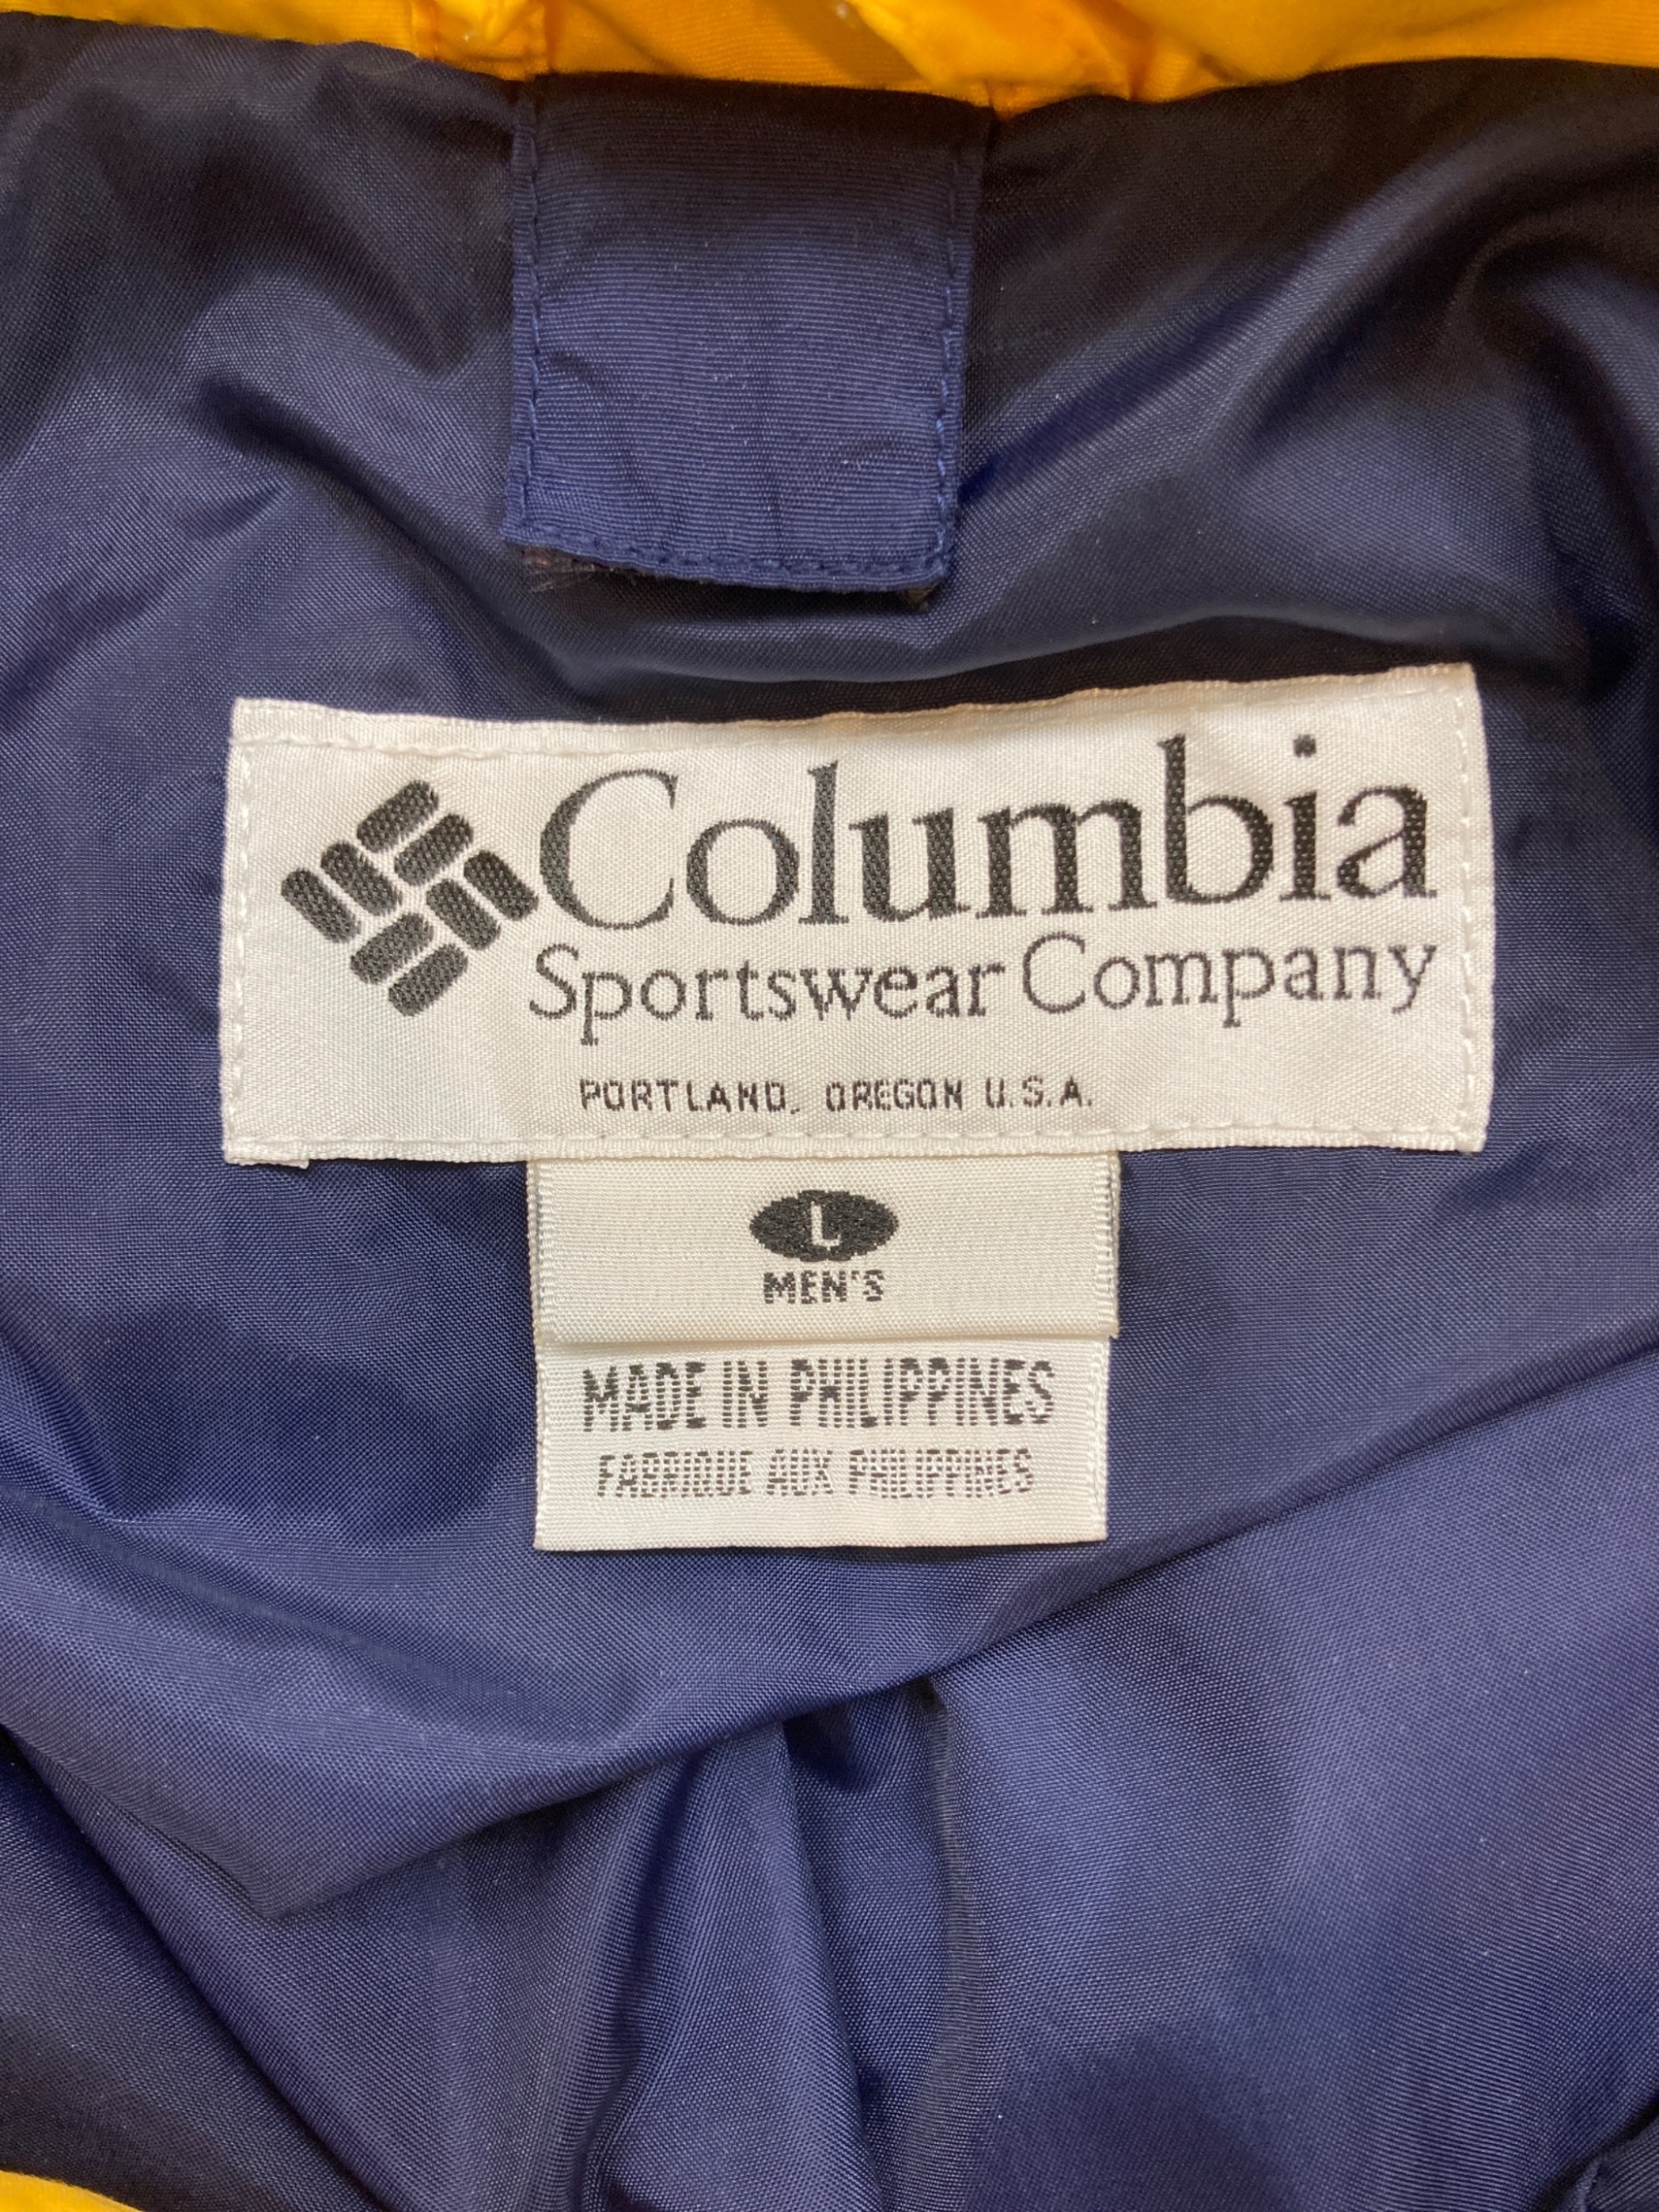 Columbia
Sportswear Company
PORTLAND, OREGON U.S.A.
L
MEN'S
MADE IN PHILIPPINES
FABRIQUE AUX PHILIPPINES